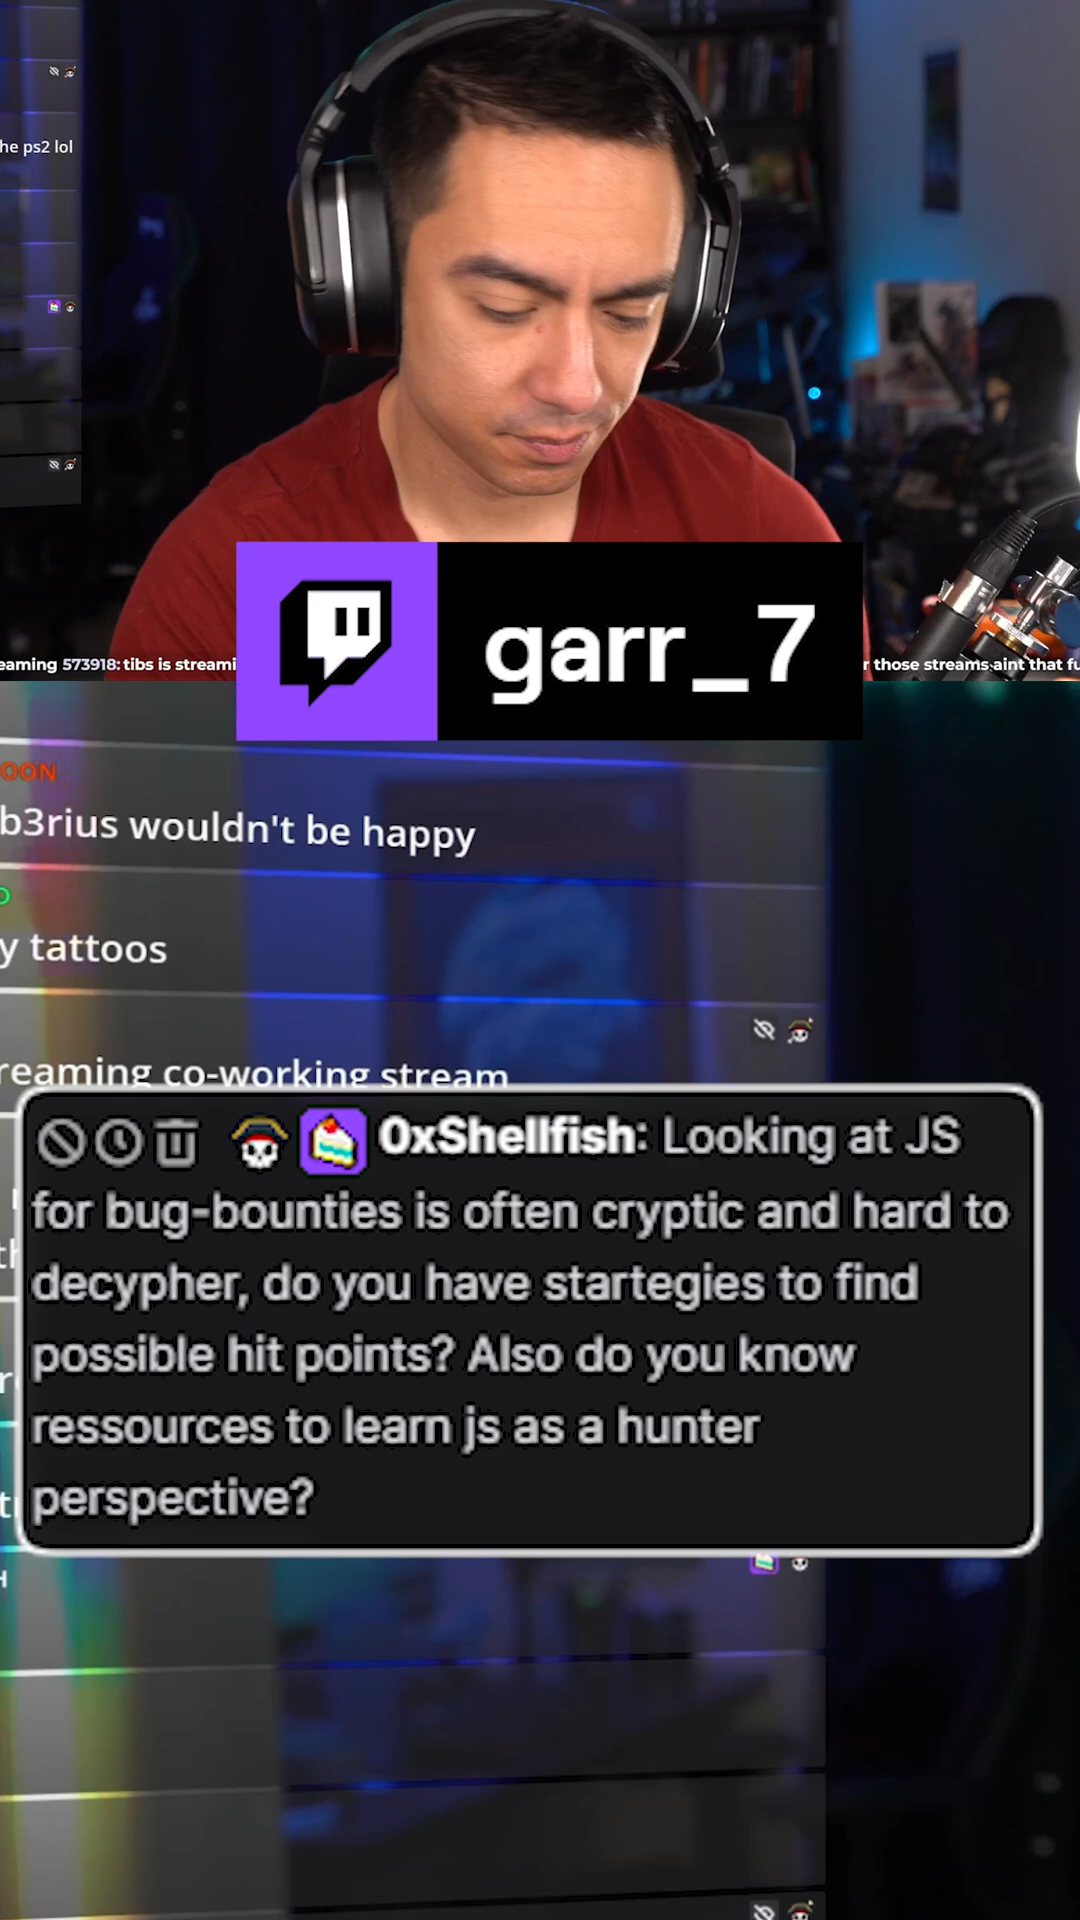 he ps2 lol
garr_7
eaming 573918: tibs is streami
r those streams aint that fu
OON
b3rius wouldn't be happy
y tattoos
reaming co-working stream
0xShellfish: Looking at JS
for bug-bounties is often cryptic and hard to
decypher, do you have startegies to find
possible hit points? Also do you know
ressources to learn js as a hunter
perspective?